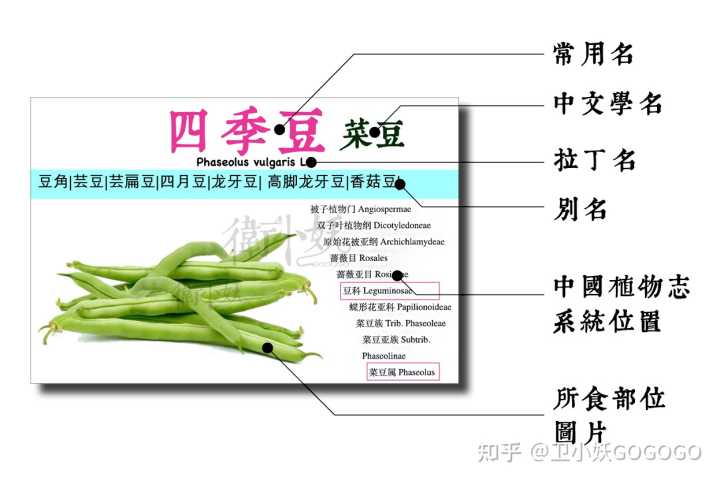 常用名
中文學名
四季豆 菜豆
拉丁名
Phaseolus vulgaris L
豆角|芸豆|芸扁豆|四月豆|龙牙豆| 高脚龙牙豆|香菇豆|
別名
被子植物门 Angiospermae
双子叶植物纲 Dicotyledoneae
原始花被亚纲 Archichlamydeae
蔷薇目 Rosales
蔷薇亚目
豆科 Leguminosae
中國植物志
系統位置
蝶形花亚科 Papilionoideae
菜豆族 Trib. Phaseoleae
菜豆亚族 Subtrib.
Phaseolinae
菜豆属 Phaseolus
所食部位
圖片
衛小妖
知乎 @卫小妖GOGOGO